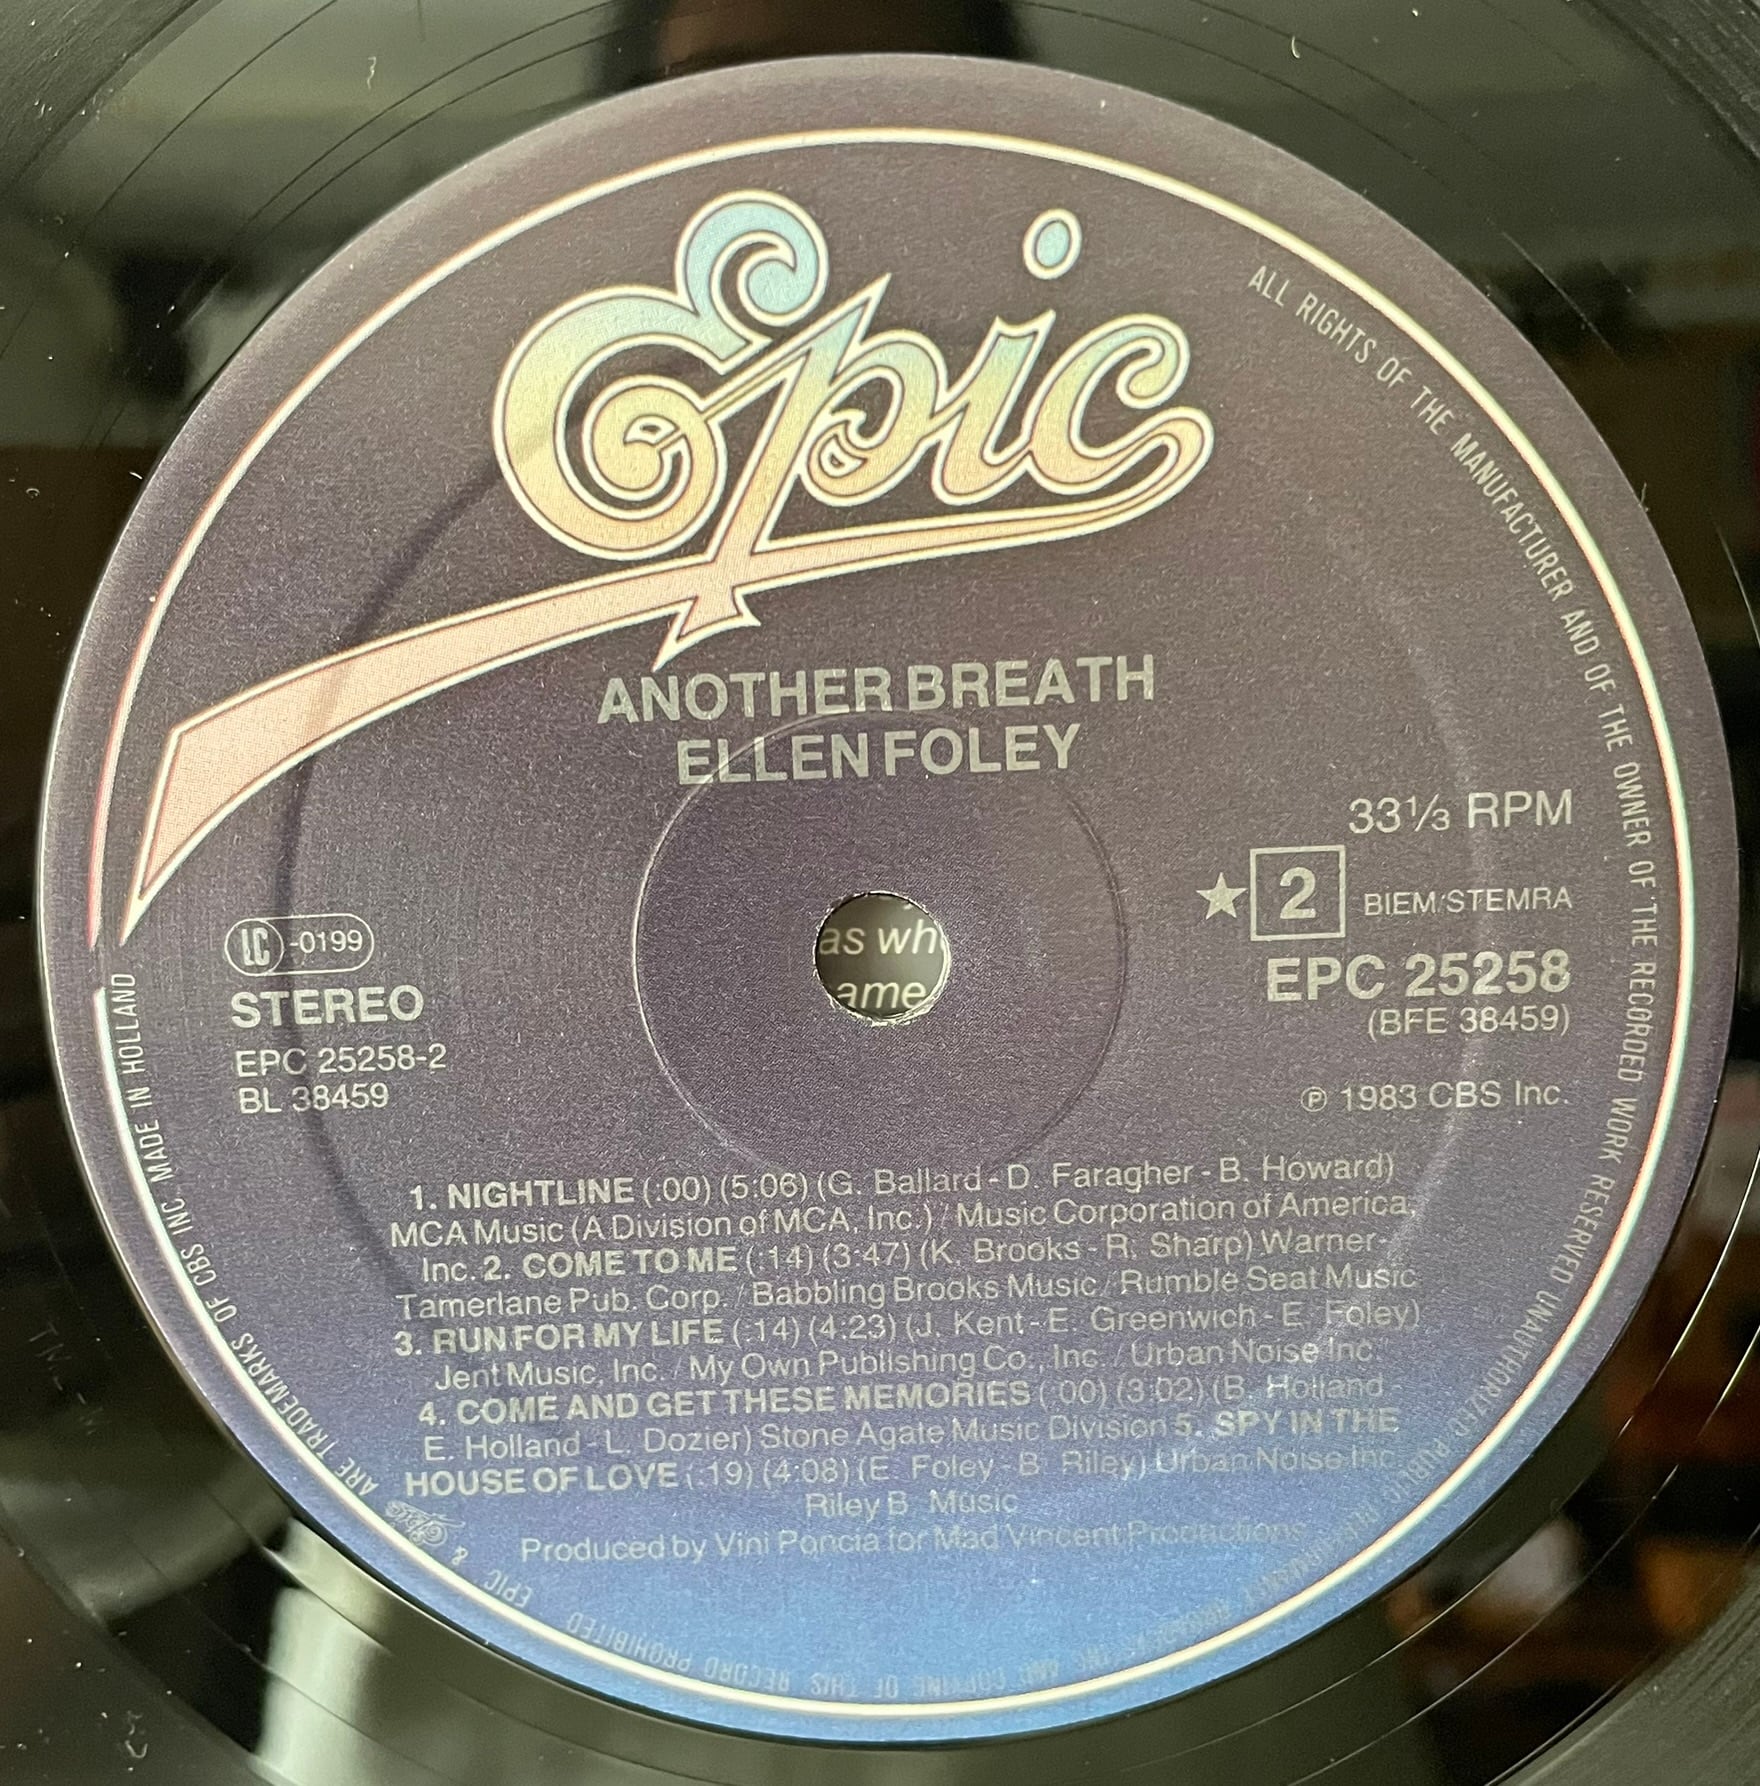 Epic
ANOTHER BREATH
ELLEN FOLEY
33⅓ RPM
★ 2 BIEM/STEMRA
EPC 25258
(BFE 38459)
℗ 1983 CBS Inc.
LC -0199
STEREO
EPC 25258-2
BL 38459
as wh
ame
1. NIGHTLINE (:00) (5:06) (G. Ballard - D. Faragher - B. Howard)
MCA Music (A Division of MCA, Inc.) / Music Corporation of America,
Inc. 2. COME TO ME (:14) (3:47) (K. Brooks - R. Sharp) Warner-
Tamerlane Pub. Corp. / Babbling Brooks Music / Rumble Seat Music
3. RUN FOR MY LIFE (:14) (4:23) (J. Kent - E. Greenwich - E. Foley)
Jent Music, Inc. / My Own Publishing Co., Inc. / Urban Noise Inc.
4. COME AND GET THESE MEMORIES (:00) (3:02) (B. Holland -
E. Holland - L. Dozier) Stone Agate Music Division 5. SPY IN THE
HOUSE OF LOVE (:19) (4:08) (E. Foley - B. Riley) Urban Noise Inc.
Riley B. Music
Produced by Vini Poncia for Mad Vincent Productions
ALL RIGHTS OF THE MANUFACTURER AND OF THE OWNER OF THE RECORDED WORK RESERVED UNAUTHORIZED PUBLIC PERFORMANCE BROADCASTING AND COPYING OF THIS RECORD PROHIBITED
EPIC & Epic ARE TRADEMARKS OF CBS INC. MADE IN HOLLAND